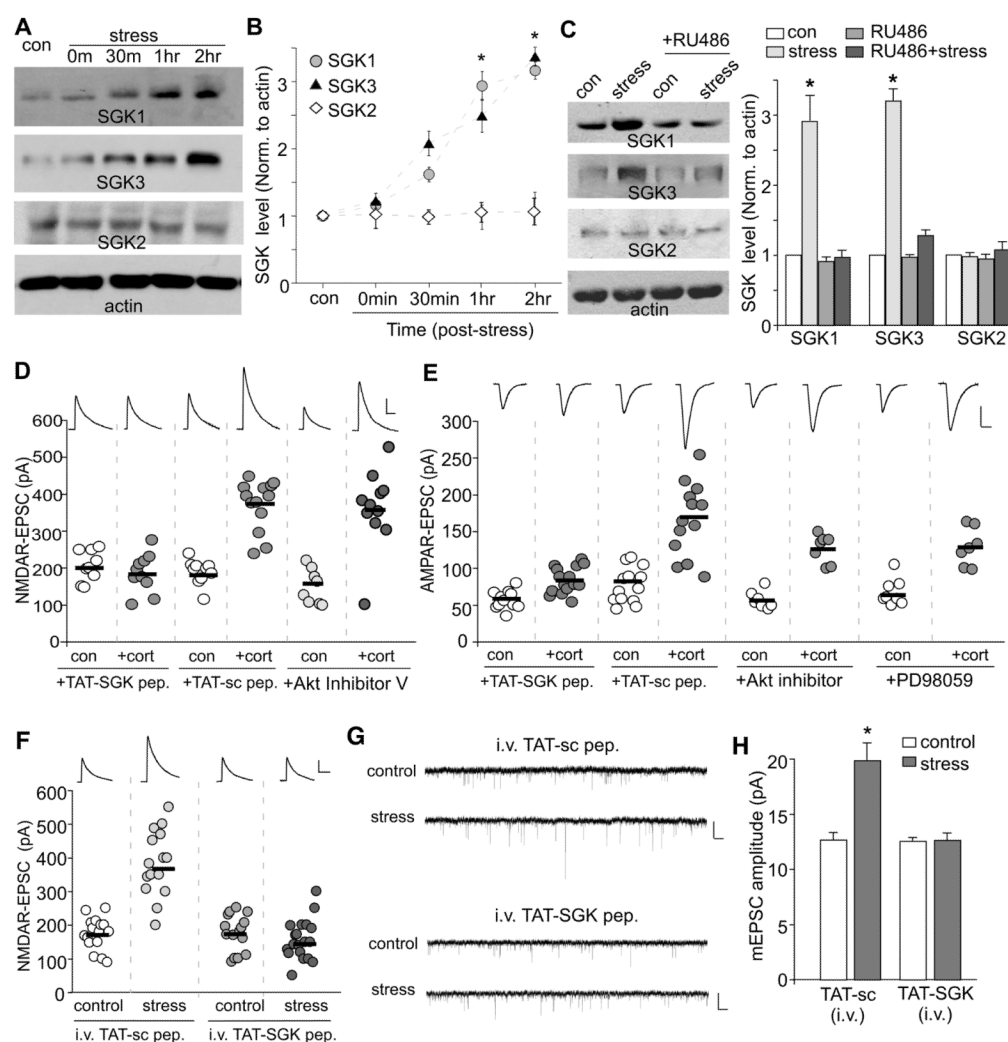 A
stress
con 0m 30m 1hr 2hr
SGK1
SGK3
SGK2
actin
B
SGK level (Norm. to actin)
3
2
1
0
SGK1
SGK3
SGK2
*
*
con 0min 30min 1hr 2hr
Time (post-stress)
C
+RU486
con stress con stress
SGK1
SGK3
SGK2
actin
con RU486
stress RU486+stress
SGK level (Norm. to actin)
3
2
1
0
*
*
SGK1 SGK3 SGK2
D
NMDAR-EPSC (pA)
600
500
400
300
200
100
0
con +cort con +cort con +cort
+TAT-SGK pep. +TAT-sc pep. +Akt Inhibitor V
E
AMPAR-EPSC (pA)
300
250
200
150
100
50
0
con +cort con +cort con +cort con +cort
+TAT-SGK pep. +TAT-sc pep. +Akt inhibitor +PD98059
F
NMDAR-EPSC (pA)
600
500
400
300
200
100
0
control stress control stress
i.v. TAT-sc pep. i.v. TAT-SGK pep.
G
i.v. TAT-sc pep.
control
stress
i.v. TAT-SGK pep.
control
stress
H
control
stress
mEPSC amplitude (pA)
20
15
10
5
0
*
TAT-sc TAT-SGK
(i.v.) (i.v.)